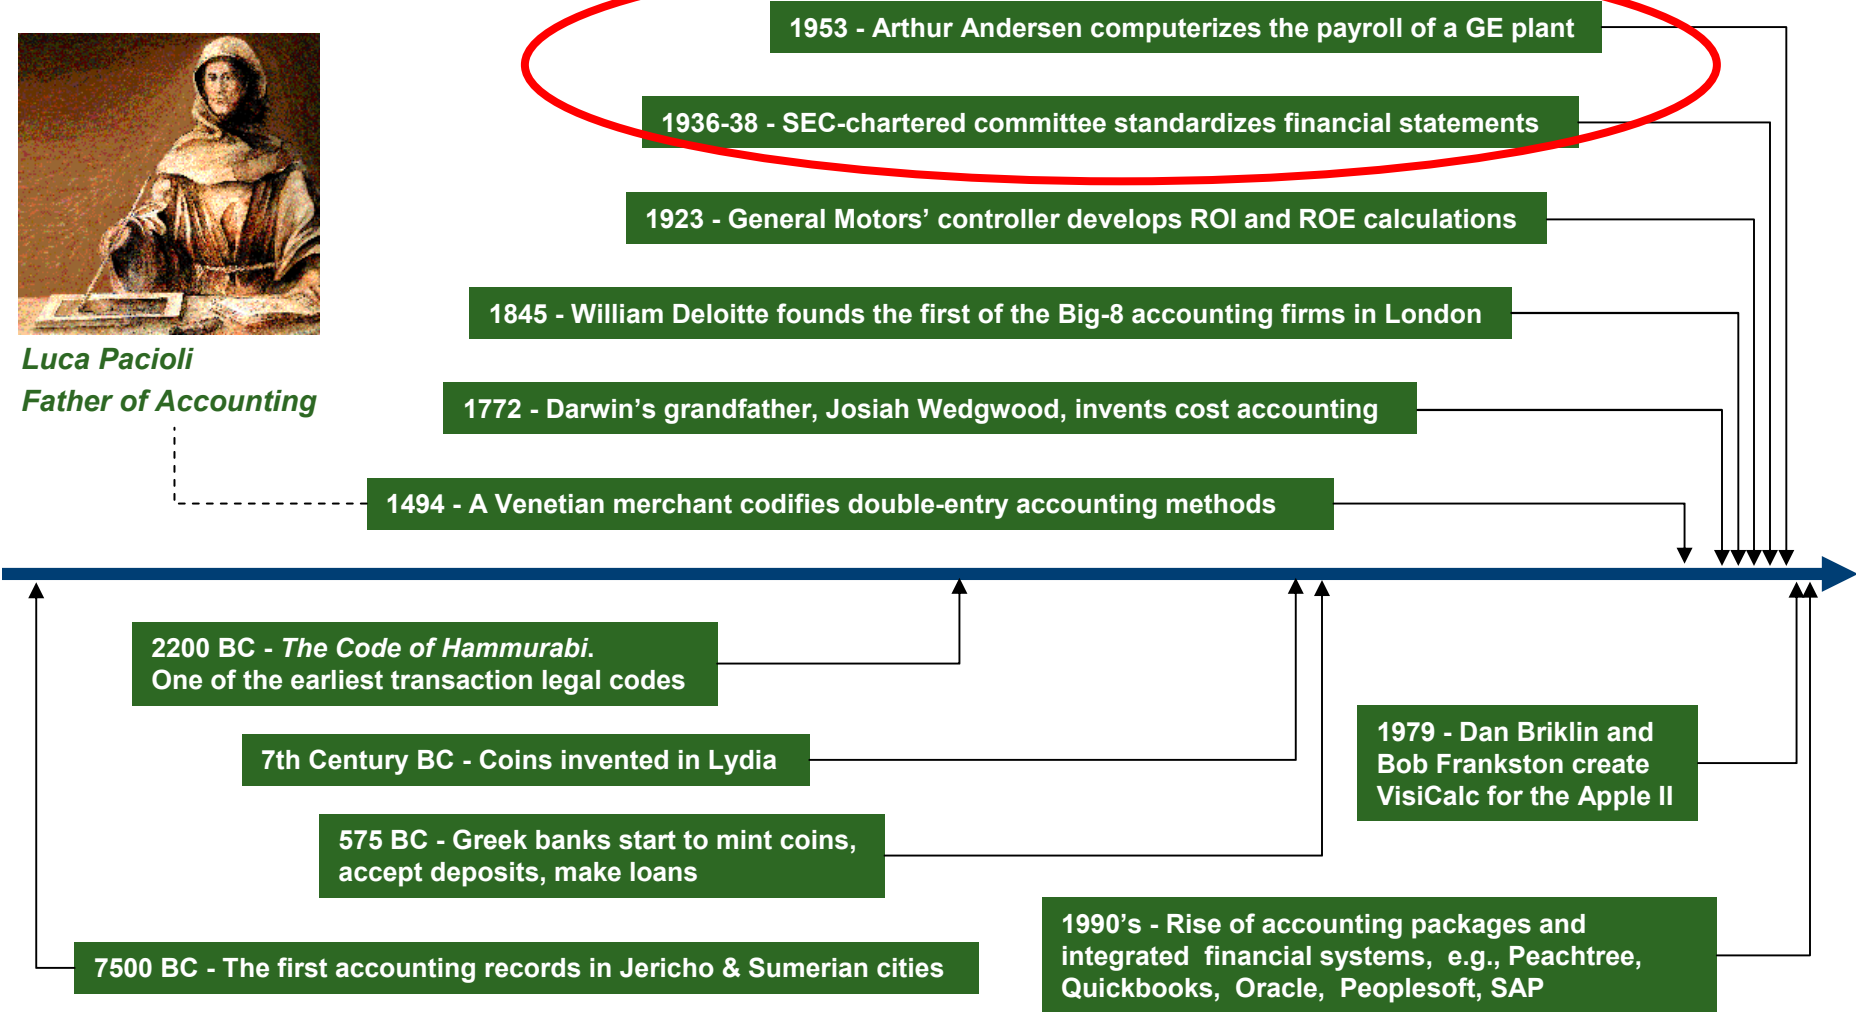 1953 - Arthur Andersen computerizes the payroll of a GE plant
1936-38 - SEC-chartered committee standardizes financial statements
1923 - General Motors’ controller develops ROI and ROE calculations
1845 - William Deloitte founds the first of the Big-8 accounting firms in London
Luca Pacioli
Father of Accounting
1772 - Darwin’s grandfather, Josiah Wedgwood, invents cost accounting
1494 - A Venetian merchant codifies double-entry accounting methods
2200 BC - The Code of Hammurabi.
One of the earliest transaction legal codes
7th Century BC - Coins invented in Lydia
575 BC - Greek banks start to mint coins,
accept deposits, make loans
7500 BC - The first accounting records in Jericho & Sumerian cities
1979 - Dan Briklin and
Bob Frankston create
VisiCalc for the Apple II
1990’s - Rise of accounting packages and
integrated financial systems, e.g., Peachtree,
Quickbooks, Oracle, Peoplesoft, SAP